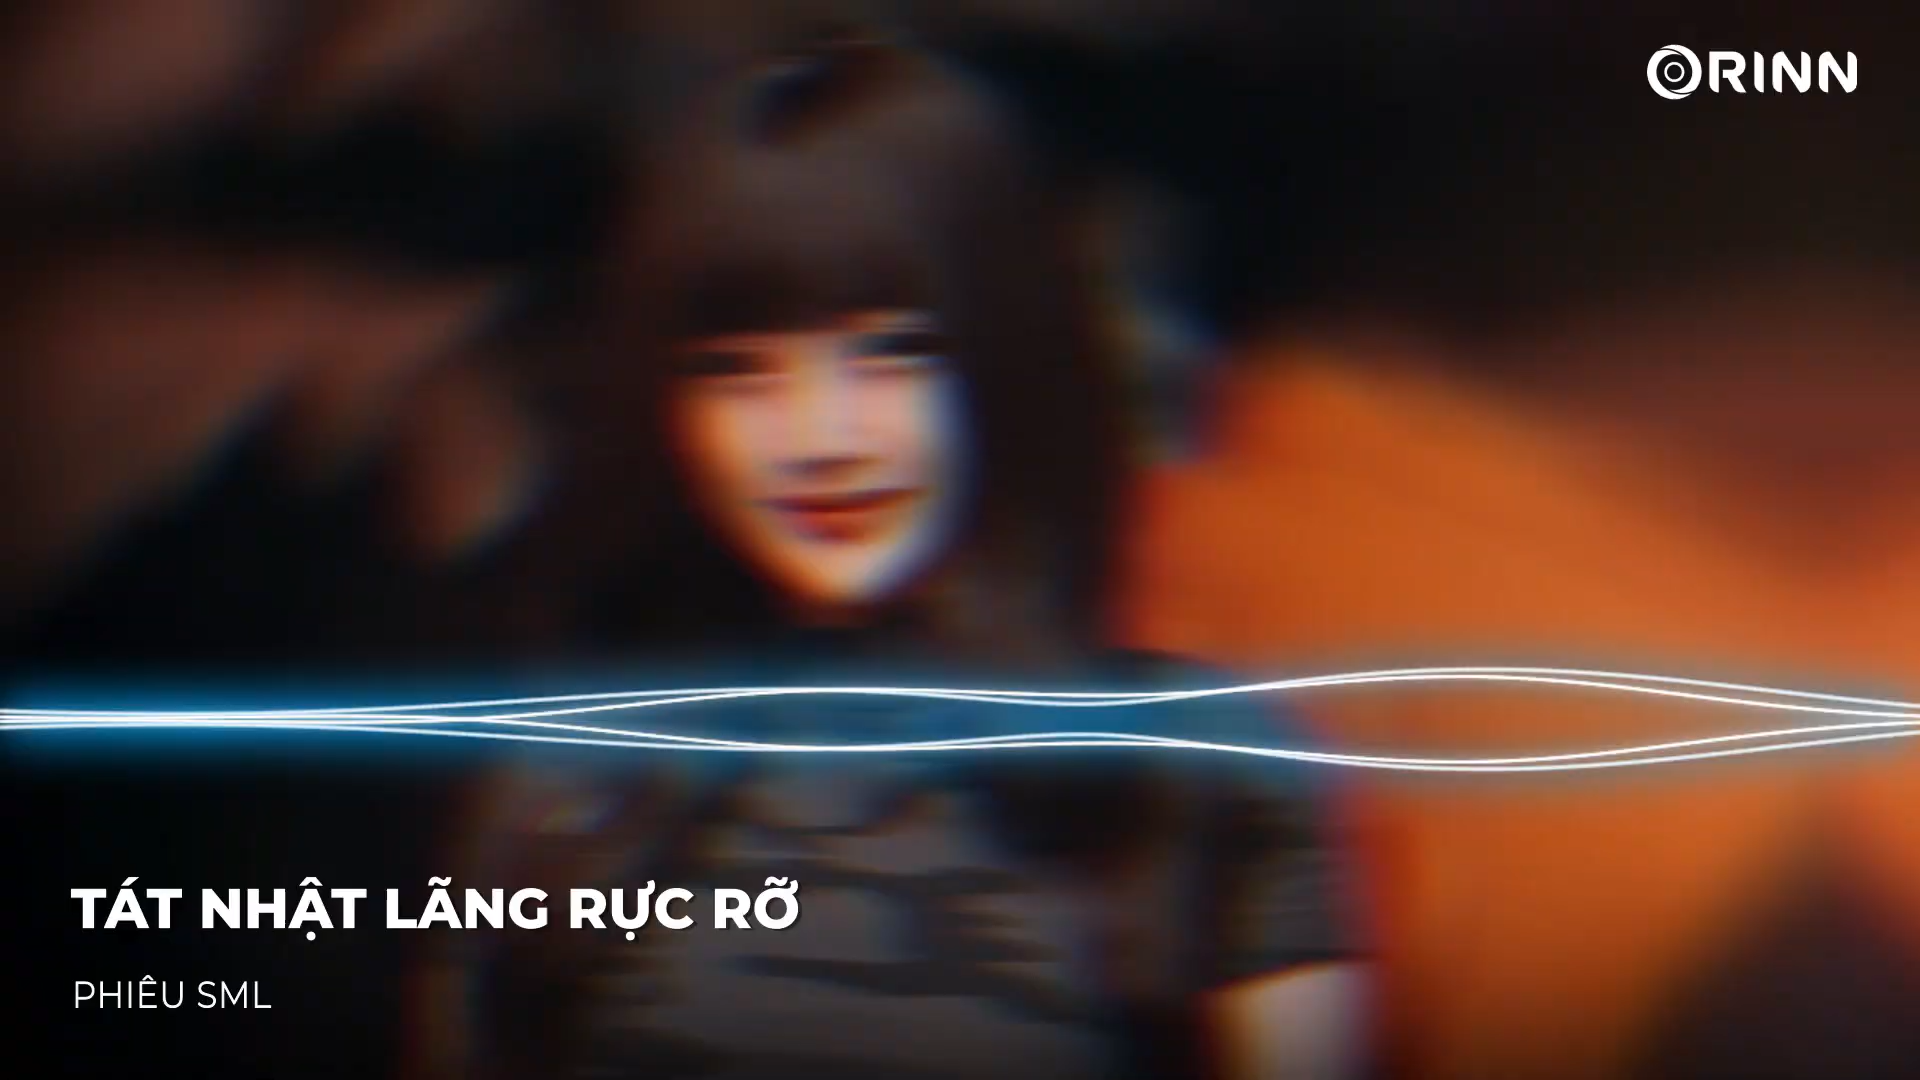 ORINN
TÁT NHẬT LÃNG RỰC RỠ
PHIÊU SML